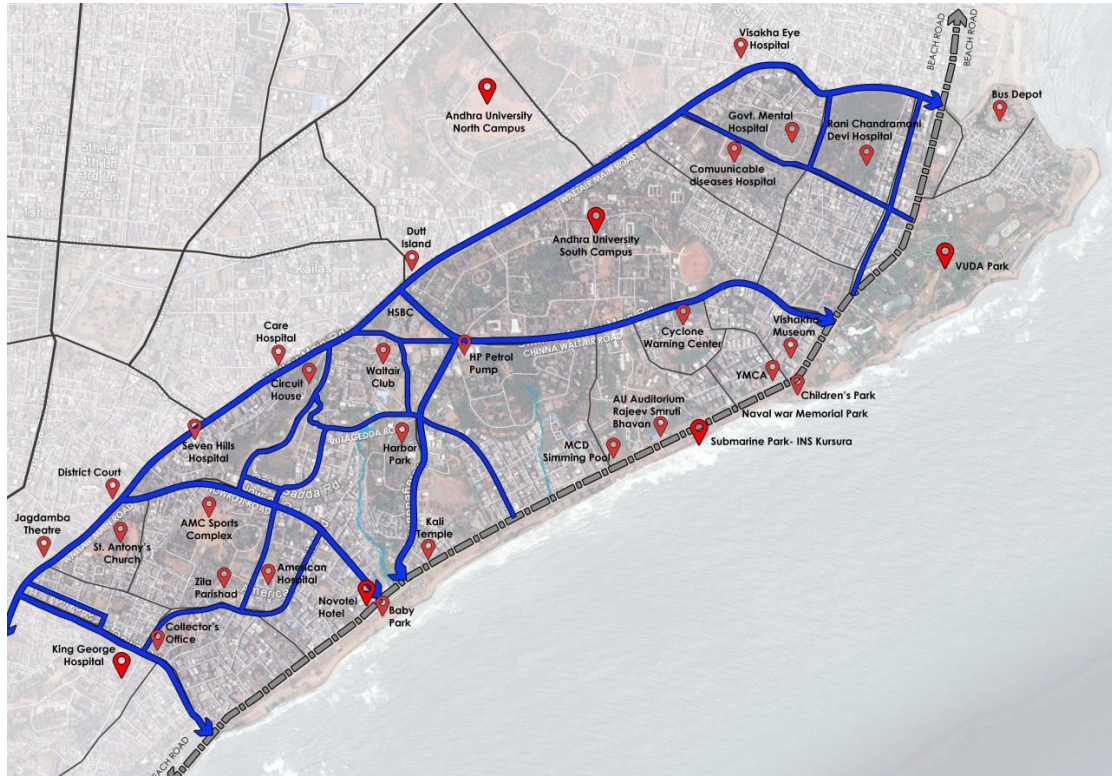 Visakha Eye
Hospital
BEACH ROAD
BEACH ROAD
Bus Depot
Andhra University
North Campus
Govt. Mental
Hospital
Rani Chandramani
Devi Hospital
Comuunicable
diseases Hospital
WALTAIR MAIN ROAD
Andhra University
South Campus
Dutt
Island
VUDA Park
Kailas
HSBC
Care
Hospital
Circuit
House
Waltair
Club
HP Petrol
Pump
CHINNA WALTAIR ROAD
Cyclone
Warning Center
Vishakha
Museum
YMCA
Children's Park
Naval war Memorial Park
AU Auditorium
Rajeev Smruti
Bhavan
Submarine Park- INS Kursura
MCD
Simming Pool
Seven Hills
Hospital
Harbor
Park
District Court
NOWROJI ROAD
AMC Sports
Complex
Jagdamba
Theatre
St. Antony's
Church
Kali
Temple
Zila
Parishad
American
Hospital
Novotel
Hotel
Baby
Park
Collector's
Office
King George
Hospital
BEACH ROAD